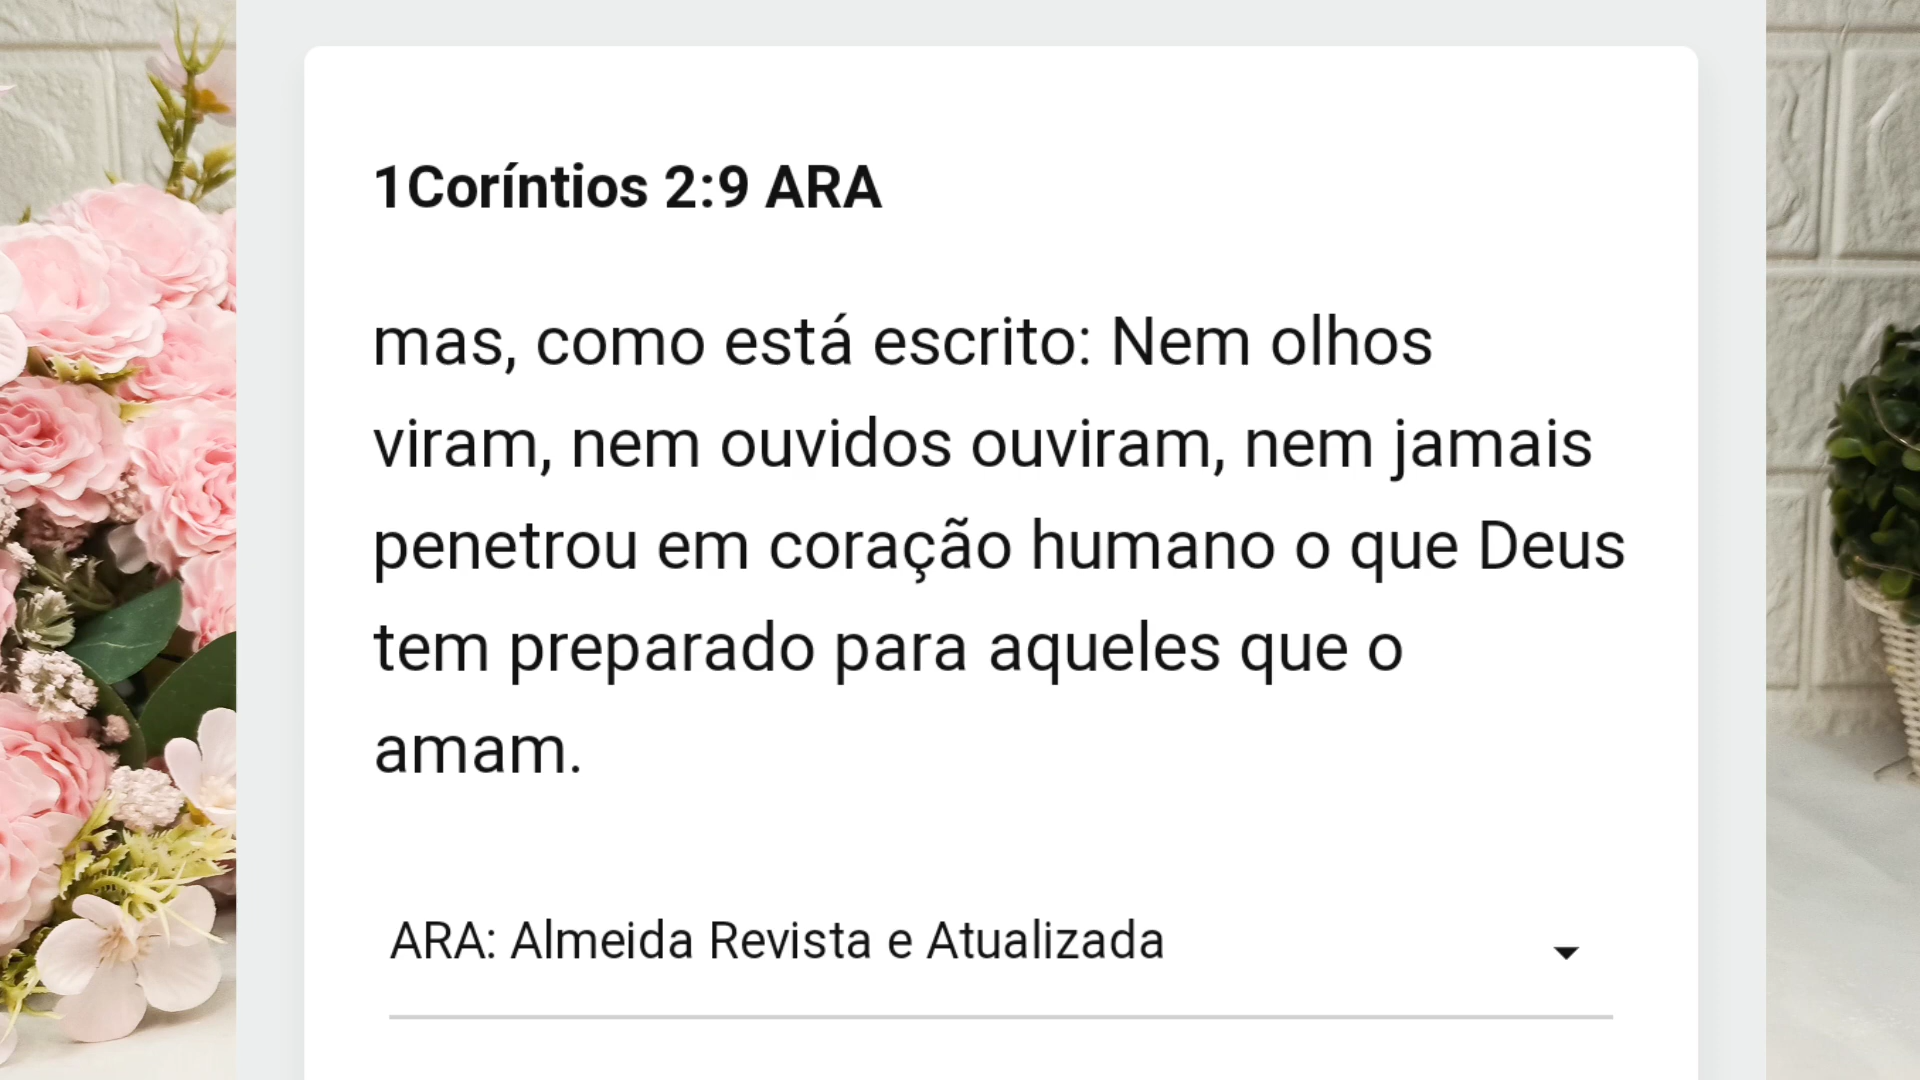 1Coríntios 2:9 ARA
mas, como está escrito: Nem olhos
viram, nem ouvidos ouviram, nem jamais
penetrou em coração humano o que Deus
tem preparado para aqueles que o
amam.
ARA: Almeida Revista e Atualizada